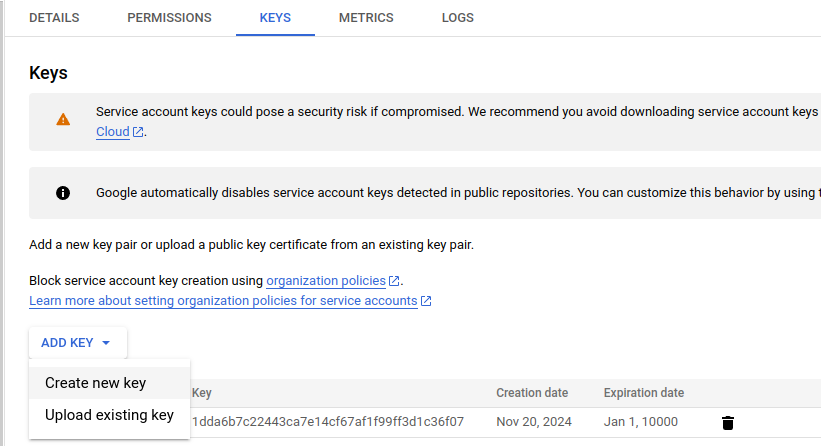 DETAILS PERMISSIONS KEYS METRICS LOGS
Keys
Service account keys could pose a security risk if compromised. We recommend you avoid downloading service account keys
Cloud.
Google automatically disables service account keys detected in public repositories. You can customize this behavior by using
Add a new key pair or upload a public key certificate from an existing key pair.
Block service account key creation using organization policies.
Learn more about setting organization policies for service accounts
ADD KEY
Create new key
Upload existing key
Key Creation date Expiration date
1dda6b7c22443ca7e14cf67af1f99ff3d1c36f07 Nov 20, 2024 Jan 1, 10000